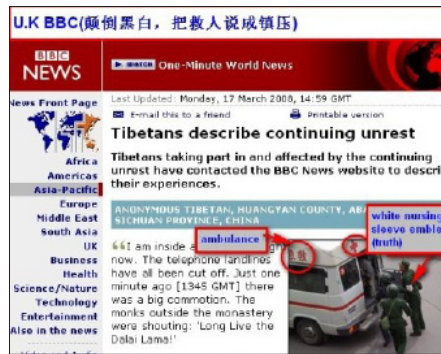 U.K BBC(颠倒黑白，把救人说成镇压)
BBC
NEWS
WATCH One-Minute World News
News Front Page
Africa
Americas
Asia-Pacific
Europe
Middle East
South Asia
UK
Business
Health
Science/Nature
Technology
Entertainment
Also in the news
Last Updated: Monday, 17 March 2008, 14:59 GMT
E-mail this to a friend
Printable version
Tibetans describe continuing unrest
Tibetans taking part in and affected by the continuing
unrest have contacted the BBC News website to descri
their experiences.
ANONYMOUS TIBETAN, HUANGYAN COUNTY, ABA
SICHUAN PROVINCE, CHINA
I am inside a
now. The telephone landlines
have all been cut off. Just one
minute ago [1345 GMT] there
was a big commotion. The
monks outside the monastery
were shouting: 'Long Live the
Dalai Lama!'
ambulance
white nursing
sleeve emble
(truth)